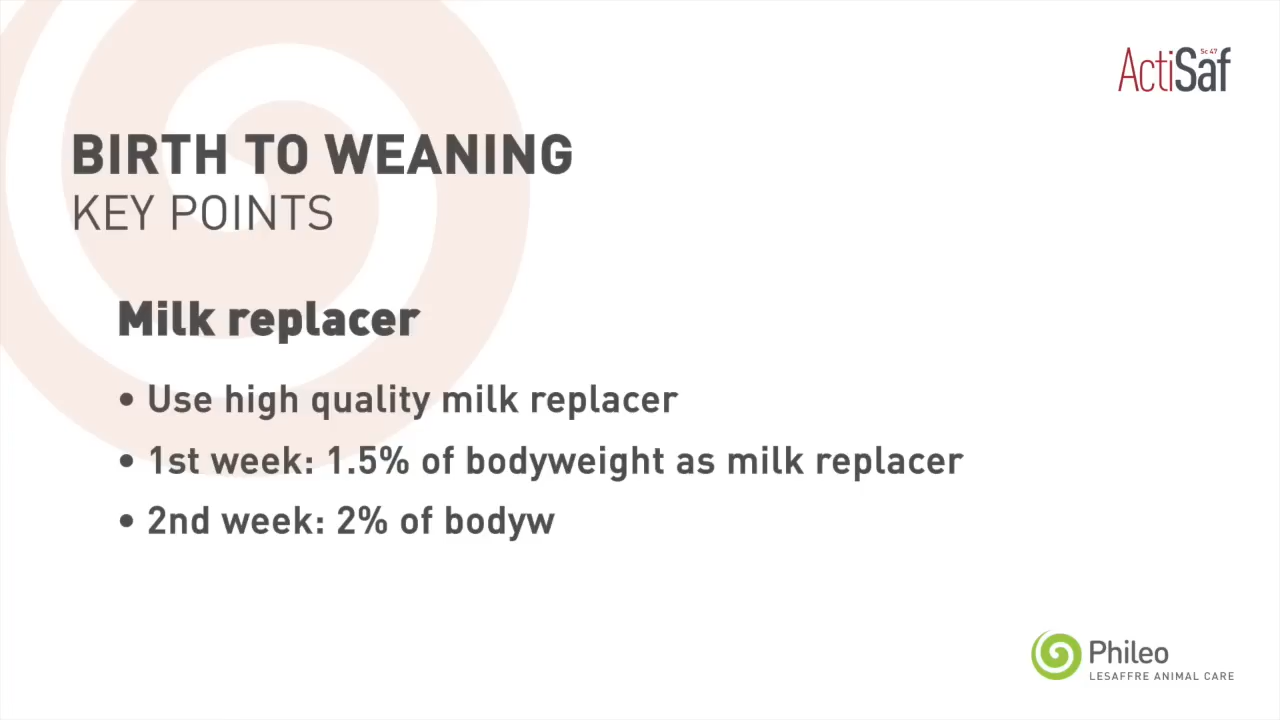 Sc 47
ActiSaf
BIRTH TO WEANING
KEY POINTS
Milk replacer
• Use high quality milk replacer
• 1st week: 1.5% of bodyweight as milk replacer
• 2nd week: 2% of bodyw
Phileo
LESAFFRE ANIMAL CARE